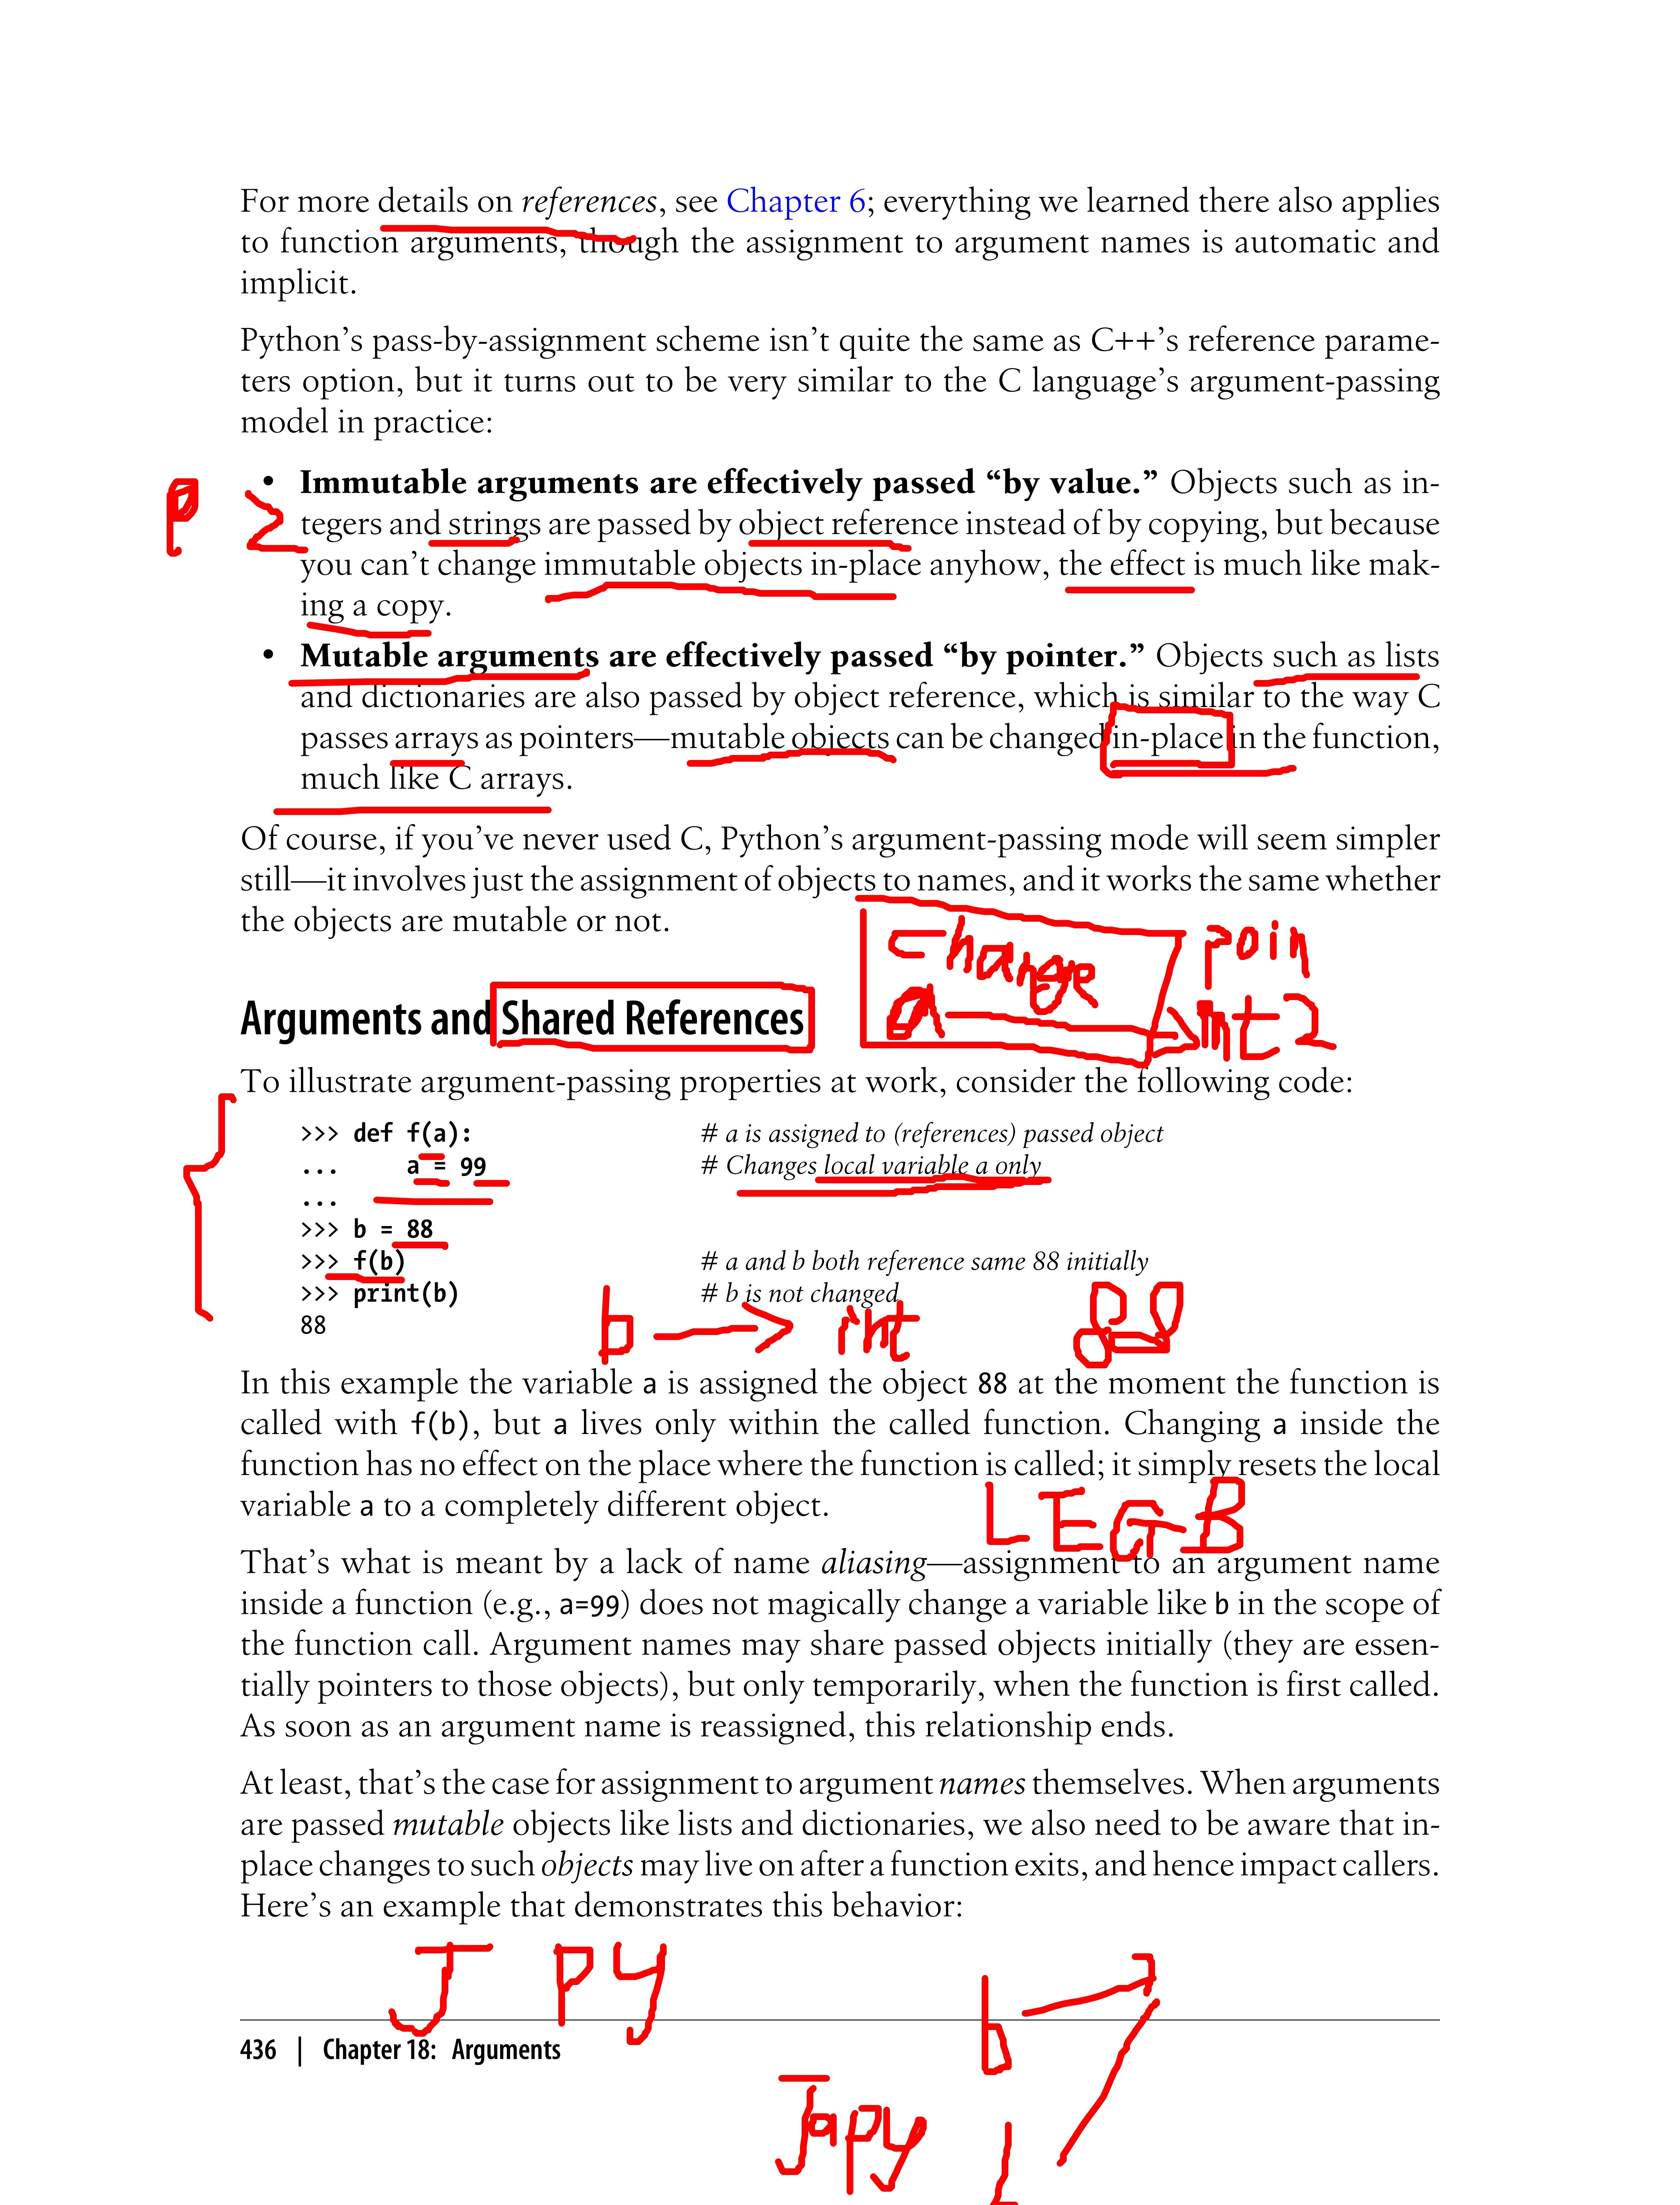 For more details on references, see Chapter 6; everything we learned there also applies
to function arguments, though the assignment to argument names is automatic and
implicit.
Python’s pass-by-assignment scheme isn’t quite the same as C++’s reference parame-
ters option, but it turns out to be very similar to the C language’s argument-passing
model in practice:
• Immutable arguments are effectively passed “by value.” Objects such as in-
tegers and strings are passed by object reference instead of by copying, but because
you can’t change immutable objects in-place anyhow, the effect is much like mak-
ing a copy.
• Mutable arguments are effectively passed “by pointer.” Objects such as lists
and dictionaries are also passed by object reference, which is similar to the way C
passes arrays as pointers—mutable objects can be changed in-place in the function,
much like C arrays.
Of course, if you’ve never used C, Python’s argument-passing mode will seem simpler
still—it involves just the assignment of objects to names, and it works the same whether
the objects are mutable or not.
change poin
a int2
Arguments and Shared References
To illustrate argument-passing properties at work, consider the following code:
>>> def f(a): # a is assigned to (references) passed object
... a = 99 # Changes local variable a only
...
>>> b = 88
>>> f(b) # a and b both reference same 88 initially
>>> print(b) # b is not changed
88
b int 88
In this example the variable a is assigned the object 88 at the moment the function is
called with f(b), but a lives only within the called function. Changing a inside the
function has no effect on the place where the function is called; it simply resets the local
variable a to a completely different object.
LEGB
That’s what is meant by a lack of name aliasing—assignment to an argument name
inside a function (e.g., a=99) does not magically change a variable like b in the scope of
the function call. Argument names may share passed objects initially (they are essen-
tially pointers to those objects), but only temporarily, when the function is first called.
As soon as an argument name is reassigned, this relationship ends.
At least, that’s the case for assignment to argument names themselves. When arguments
are passed mutable objects like lists and dictionaries, we also need to be aware that in-
place changes to such objects may live on after a function exits, and hence impact callers.
Here’s an example that demonstrates this behavior:
J PY
b
436 | Chapter 18: Arguments
Japy